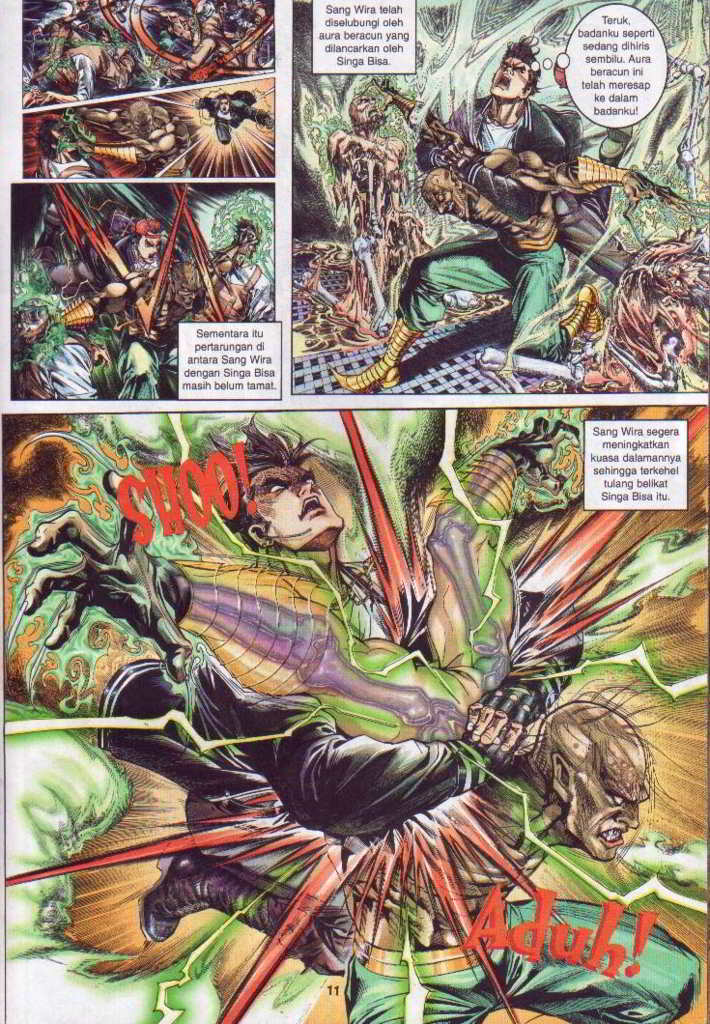 Sementara itu
pertarungan di
antara Sang Wira
dengan Singa Bisa
masih belum tamat.
Sang Wira telah
diselubungi oleh
aura beracun yang
dilancarkan oleh
Singa Bisa.
Teruk,
badanku seperti
sedang dihiris
sembilu. Aura
beracun ini
telah meresap
ke dalam
badanku!
Sang Wira segera
meningkatkan
kuasa dalamannya
sehingga terkehel
tulang belikat
Singa Bisa itu.
SHOO!
Aduh!
11